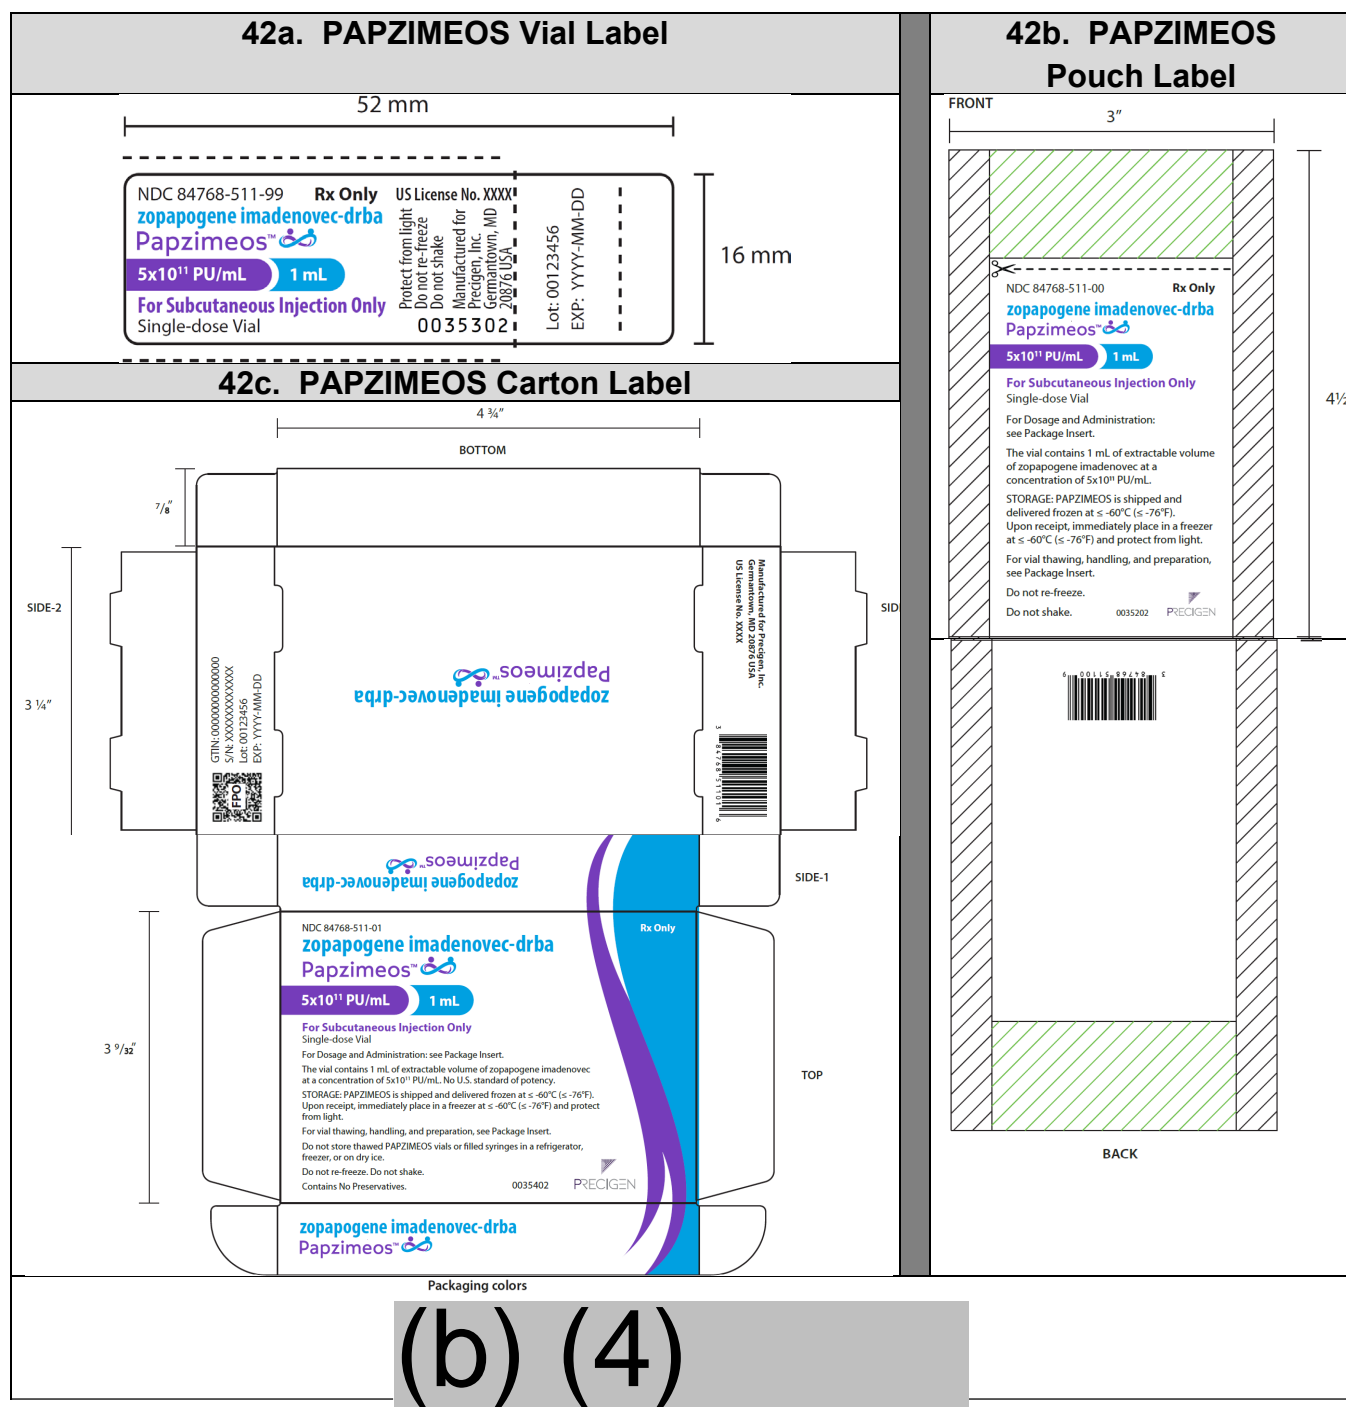 42a. PAPZIMEOS Vial Label
52 mm
NDC 84768-511-99 Rx Only
zopapogene imadenovec-drba
Papzimeos™
5x10¹¹ PU/mL 1 mL
For Subcutaneous Injection Only
Single-dose Vial
US License No. XXXX
Protect from light
Do not re-freeze
Do not shake
Manufactured for
Precigen, Inc.
Germantown, MD
20876 USA
0035302
Lot: 00123456
EXP: YYYY-MM-DD
16 mm
42b. PAPZIMEOS
Pouch Label
FRONT
3"
NDC 84768-511-00 Rx Only
zopapogene imadenovec-drba
Papzimeos™
5x10¹¹ PU/mL 1 mL
For Subcutaneous Injection Only
Single-dose Vial
For Dosage and Administration:
see Package Insert.
The vial contains 1 mL of extractable volume
of zopapogene imadenovec at a
concentration of 5x10¹¹ PU/mL.
STORAGE: PAPZIMEOS is shipped and
delivered frozen at ≤ -60°C (≤ -76°F).
Upon receipt, immediately place in a freezer
at ≤ -60°C (≤ -76°F) and protect from light.
For vial thawing, handling, and preparation,
see Package Insert.
Do not re-freeze.
Do not shake. 0035202 PRECIGEN
4½
3 84768 51100 9
BACK
42c. PAPZIMEOS Carton Label
4 ¾"
BOTTOM
7/8"
SIDE-2
3 ¼"
GTIN: 00000000000000
S/N: XXXXXXXXXXXXX
Lot: 00123456
EXP: YYYY-MM-DD
FPO
zopapogene imadenovec-drba
Papzimeos™
Manufactured for Precigen, Inc.
Germantown, MD 20876 USA
US License No. XXXX
3 84768 51101 6
SID
zopapogene imadenovec-drba
Papzimeos™
SIDE-1
NDC 84768-511-01 Rx Only
zopapogene imadenovec-drba
Papzimeos™
5x10¹¹ PU/mL 1 mL
For Subcutaneous Injection Only
Single-dose Vial
For Dosage and Administration: see Package Insert.
The vial contains 1 mL of extractable volume of zopapogene imadenovec
at a concentration of 5x10¹¹ PU/mL. No U.S. standard of potency.
STORAGE: PAPZIMEOS is shipped and delivered frozen at ≤ -60°C (≤ -76°F).
Upon receipt, immediately place in a freezer at ≤ -60°C (≤ -76°F) and protect
from light.
For vial thawing, handling, and preparation, see Package Insert.
Do not store thawed PAPZIMEOS vials or filled syringes in a refrigerator,
freezer, or on dry ice.
Do not re-freeze. Do not shake.
Contains No Preservatives. 0035402 PRECIGEN
3 9/32"
TOP
zopapogene imadenovec-drba
Papzimeos™
Packaging colors
(b) (4)